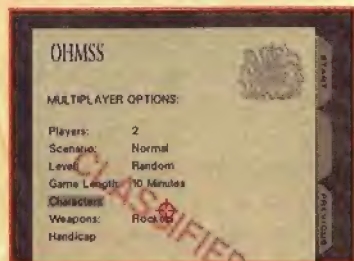 OHMSS
MULTIPLAYER OPTIONS:
Players: 2
Scenario: Normal
Level: Random
Game Length: 10 Minutes
Characters
Weapons: Rockets
Handicap
CLASSIFIED
START
PREVIOUS